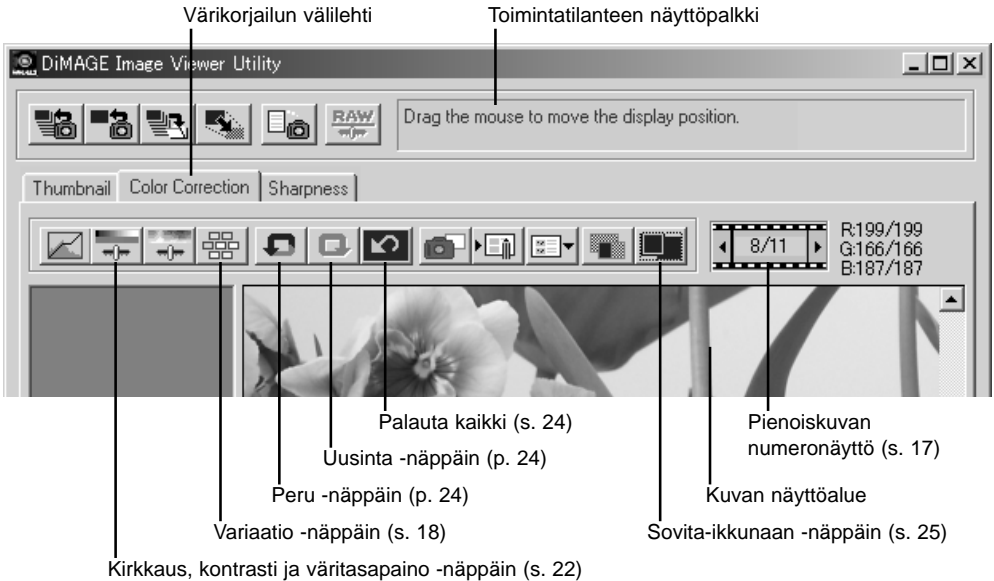 Värikorjailun välilehti
Toimintatilanteen näyttöpalkki
DiMAGE Image Viewer Utility
RAW
Drag the mouse to move the display position.
Thumbnail
Color Correction
Sharpness
8/11
R:199/199
G:166/166
B:187/187
Palauta kaikki (s. 24)
Pienoiskuvan
numeronäyttö (s. 17)
Uusinta -näppäin (p. 24)
Peru -näppäin (p. 24)
Kuvan näyttöalue
Variaatio -näppäin (s. 18)
Sovita-ikkunaan -näppäin (s. 25)
Kirkkaus, kontrasti ja väritasapaino -näppäin (s. 22)